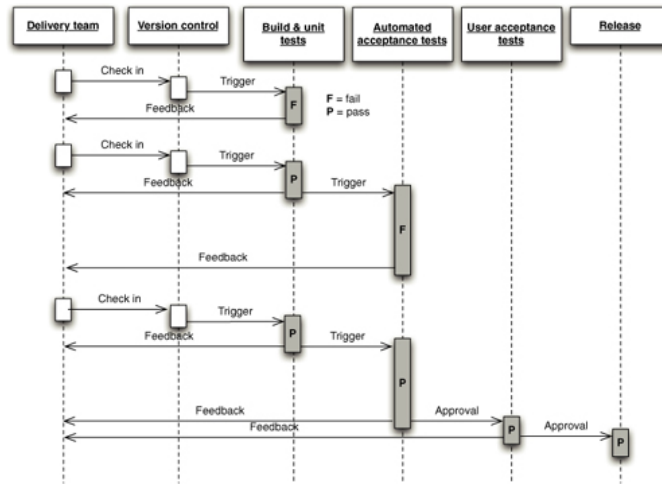 Delivery team
Version control
Build & unit
tests
Automated
acceptance tests
User acceptance
tests
Release
Check in
Trigger
Feedback
F
F = fail
P = pass
Check in
Trigger
Feedback
P
Trigger
F
Feedback
Check in
Trigger
Feedback
P
Trigger
P
Feedback
Approval
Feedback
P
Approval
P